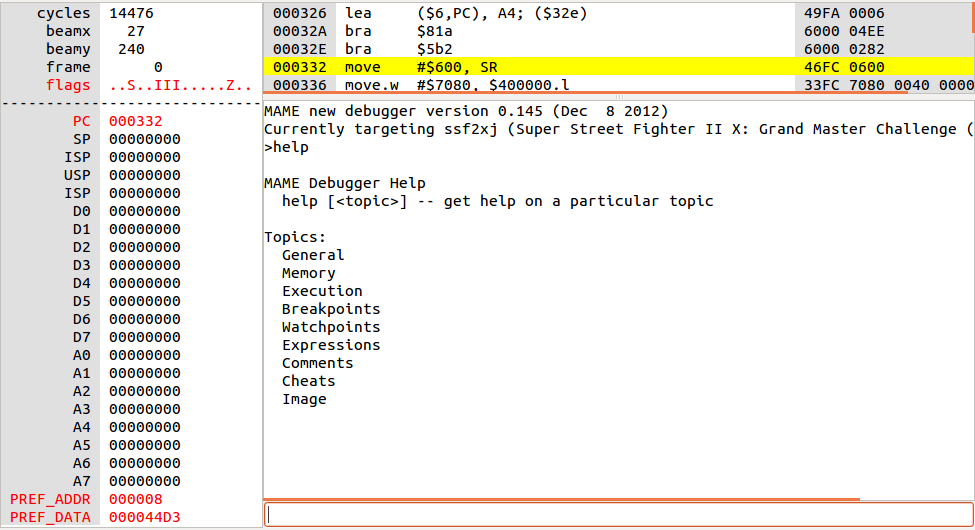 cycles 14476
beamx 27
beamy 240
frame 0
flags ..S..III.....Z..
PC 000332
SP 00000000
ISP 00000000
USP 00000000
ISP 00000000
D0 00000000
D1 00000000
D2 00000000
D3 00000000
D4 00000000
D5 00000000
D6 00000000
D7 00000000
A0 00000000
A1 00000000
A2 00000000
A3 00000000
A4 00000000
A5 00000000
A6 00000000
A7 00000000
PREF_ADDR 000008
PREF_DATA 000044D3
000326 lea ($6,PC), A4; ($32e) 49FA 0006
00032A bra $81a 6000 04EE
00032E bra $5b2 6000 0282
000332 move #$600, SR 46FC 0600
000336 move.w #$7080, $400000.l 33FC 7080 0040 0000
MAME new debugger version 0.145 (Dec  8 2012)
Currently targeting ssf2xj (Super Street Fighter II X: Grand Master Challenge (
>help
MAME Debugger Help
help [<topic>] -- get help on a particular topic
Topics:
General
Memory
Execution
Breakpoints
Watchpoints
Expressions
Comments
Cheats
Image